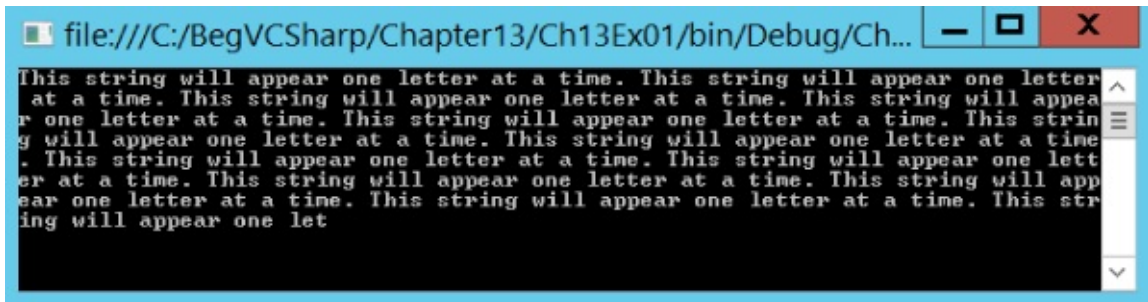 file:///C:/BegVCSharp/Chapter13/Ch13Ex01/bin/Debug/Ch...
This string will appear one letter at a time. This string will appear one letter
 at a time. This string will appear one letter at a time. This string will appea
r one letter at a time. This string will appear one letter at a time. This strin
g will appear one letter at a time. This string will appear one letter at a time
. This string will appear one letter at a time. This string will appear one lett
er at a time. This string will appear one letter at a time. This string will app
ear one letter at a time. This string will appear one letter at a time. This str
ing will appear one let